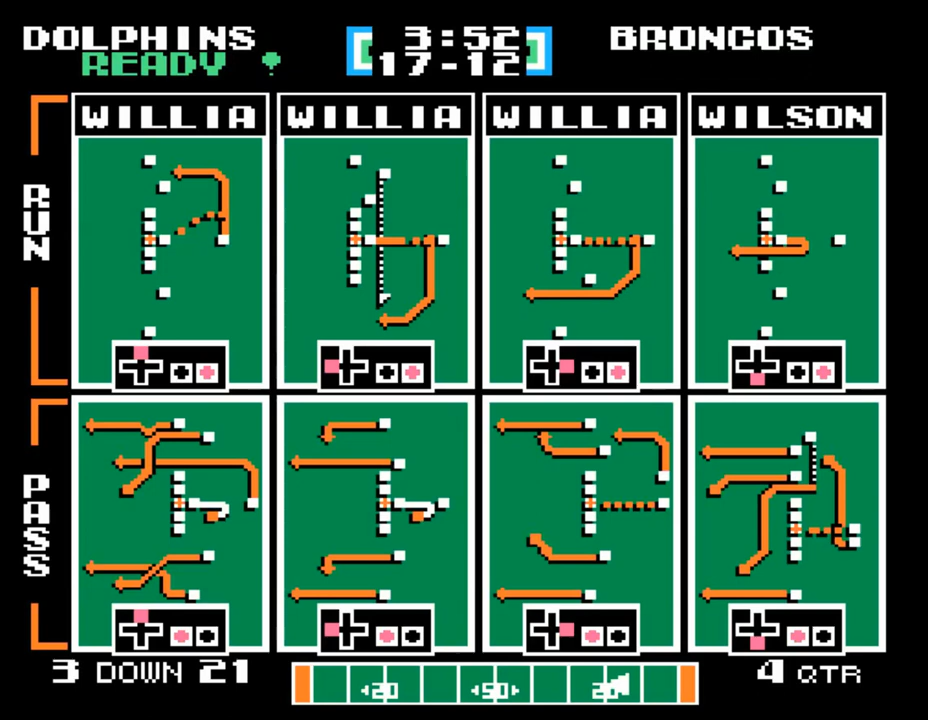 DOLPHINS 3:52 BRONCOS
READY 17-12
WILLIA WILLIA WILLIA WILSON
RUN
PASS
3 DOWN 21 4 QTR
20 50 20